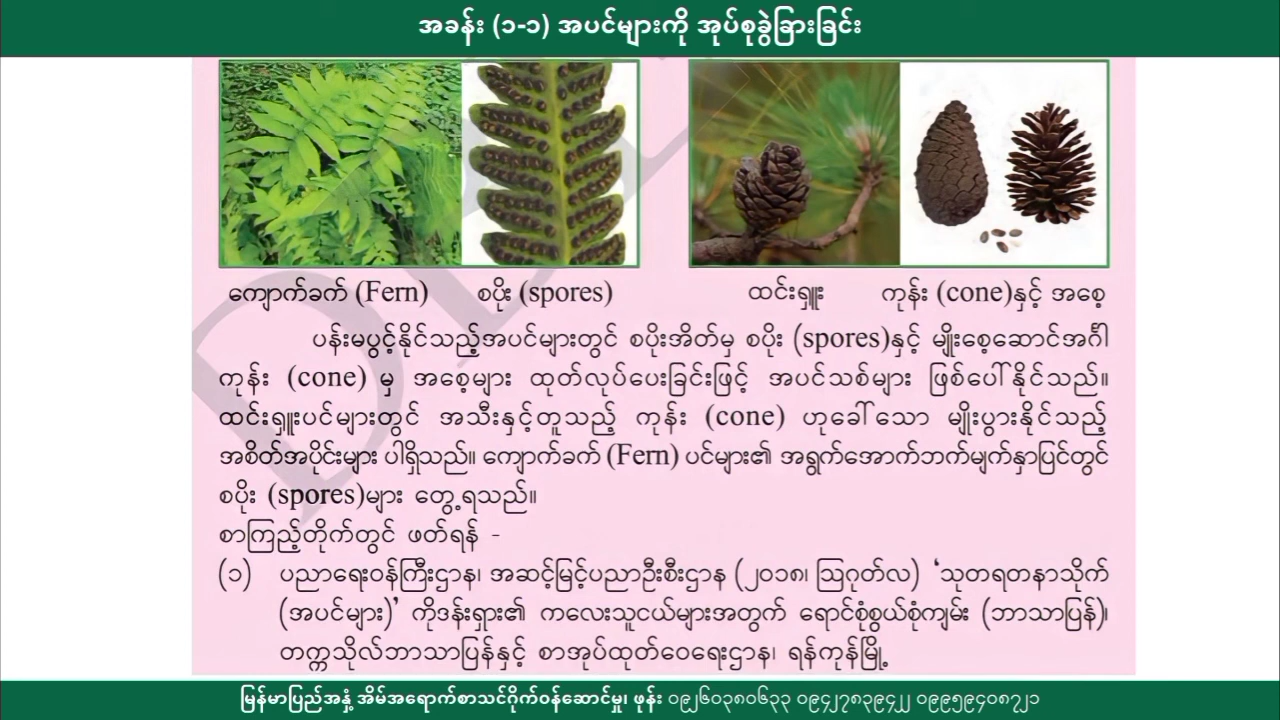 အခန်း (၁-၁) အပင်များကို အုပ်စုခွဲခြားခြင်း
ကျောက်ခက် (Fern) စပိုး (spores) ထင်းရှူး ကုန်း (cone)နှင့် အစေ့
ပန်းမပွင့်နိုင်သည့်အပင်များတွင် စပိုးအိတ်မှ စပိုး (spores)နှင့် မျိုးစေ့ဆောင်အင်္ဂါ
ကုန်း (cone) မှ အစေ့များ ထုတ်လုပ်ပေးခြင်းဖြင့် အပင်သစ်များ ဖြစ်ပေါ်နိုင်သည်။
ထင်းရှူးပင်များတွင် အသီးနှင့်တူသည့် ကုန်း (cone) ဟုခေါ်သော မျိုးပွားနိုင်သည့်
အစိတ်အပိုင်းများ ပါရှိသည်။ ကျောက်ခက် (Fern) ပင်များ၏ အရွက်အောက်ဘက်မျက်နှာပြင်တွင်
စပိုး (spores)များ တွေ့ရသည်။
စာကြည့်တိုက်တွင် ဖတ်ရန် -
(၁) ပညာရေးဝန်ကြီးဌာန၊ အဆင့်မြင့်ပညာဦးစီးဌာန (၂၀၁၈၊ ဩဂုတ်လ) ‘သုတရတနာသိုက်
(အပင်များ)’ ကိုဒန်းရှား၏ ကလေးသူငယ်များအတွက် ရောင်စုံစွယ်စုံကျမ်း (ဘာသာပြန်)၊
တက္ကသိုလ်ဘာသာပြန်နှင့် စာအုပ်ထုတ်ဝေရေးဌာန၊ ရန်ကုန်မြို့
မြန်မာပြည်အနှံ့ အိမ်အရောက်စာသင်ဂိုက်ဝန်ဆောင်မှု၊ ဖုန်း ၀၉၂၆၀၃၈၀၆၃၃ ၀၉၄၂၇၈၃၉၄၂၂ ၀၉၉၅၉၄၀၈၇၂၁